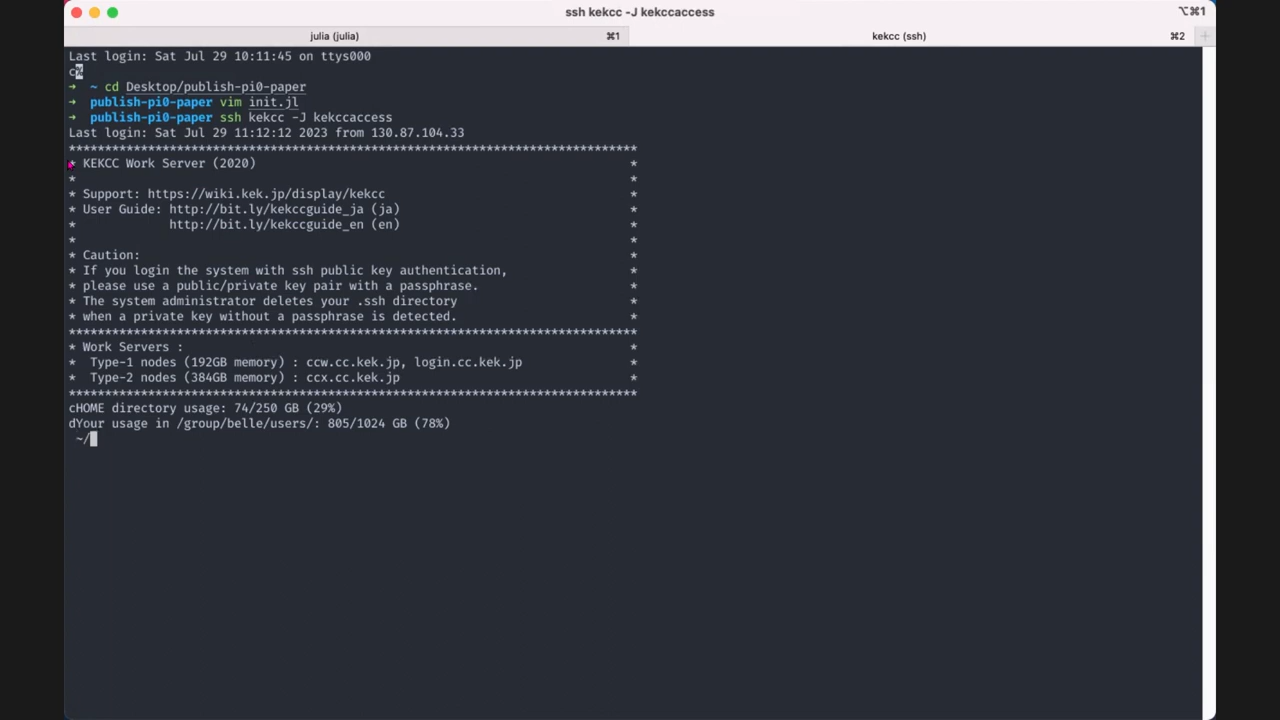 ssh kekcc -J kekccaccess
⌥⌘1
julia (julia) ⌘1 kekcc (ssh) ⌘2 +
Last login: Sat Jul 29 10:11:45 on ttys000
c%
→ ~ cd Desktop/publish-pi0-paper
→ publish-pi0-paper vim init.jl
→ publish-pi0-paper ssh kekcc -J kekccaccess
Last login: Sat Jul 29 11:12:12 2023 from 130.87.104.33
*******************************************************************************
* KEKCC Work Server (2020) *
* *
* Support: https://wiki.kek.jp/display/kekcc *
* User Guide: http://bit.ly/kekccguide_ja (ja) *
* http://bit.ly/kekccguide_en (en) *
* *
* Caution: *
* If you login the system with ssh public key authentication, *
* please use a public/private key pair with a passphrase. *
* The system administrator deletes your .ssh directory *
* when a private key without a passphrase is detected. *
*******************************************************************************
* Work Servers : *
* Type-1 nodes (192GB memory) : ccw.cc.kek.jp, login.cc.kek.jp *
* Type-2 nodes (384GB memory) : ccx.cc.kek.jp *
*******************************************************************************
cHOME directory usage: 74/250 GB (29%)
dYour usage in /group/belle/users/: 805/1024 GB (78%)
~/